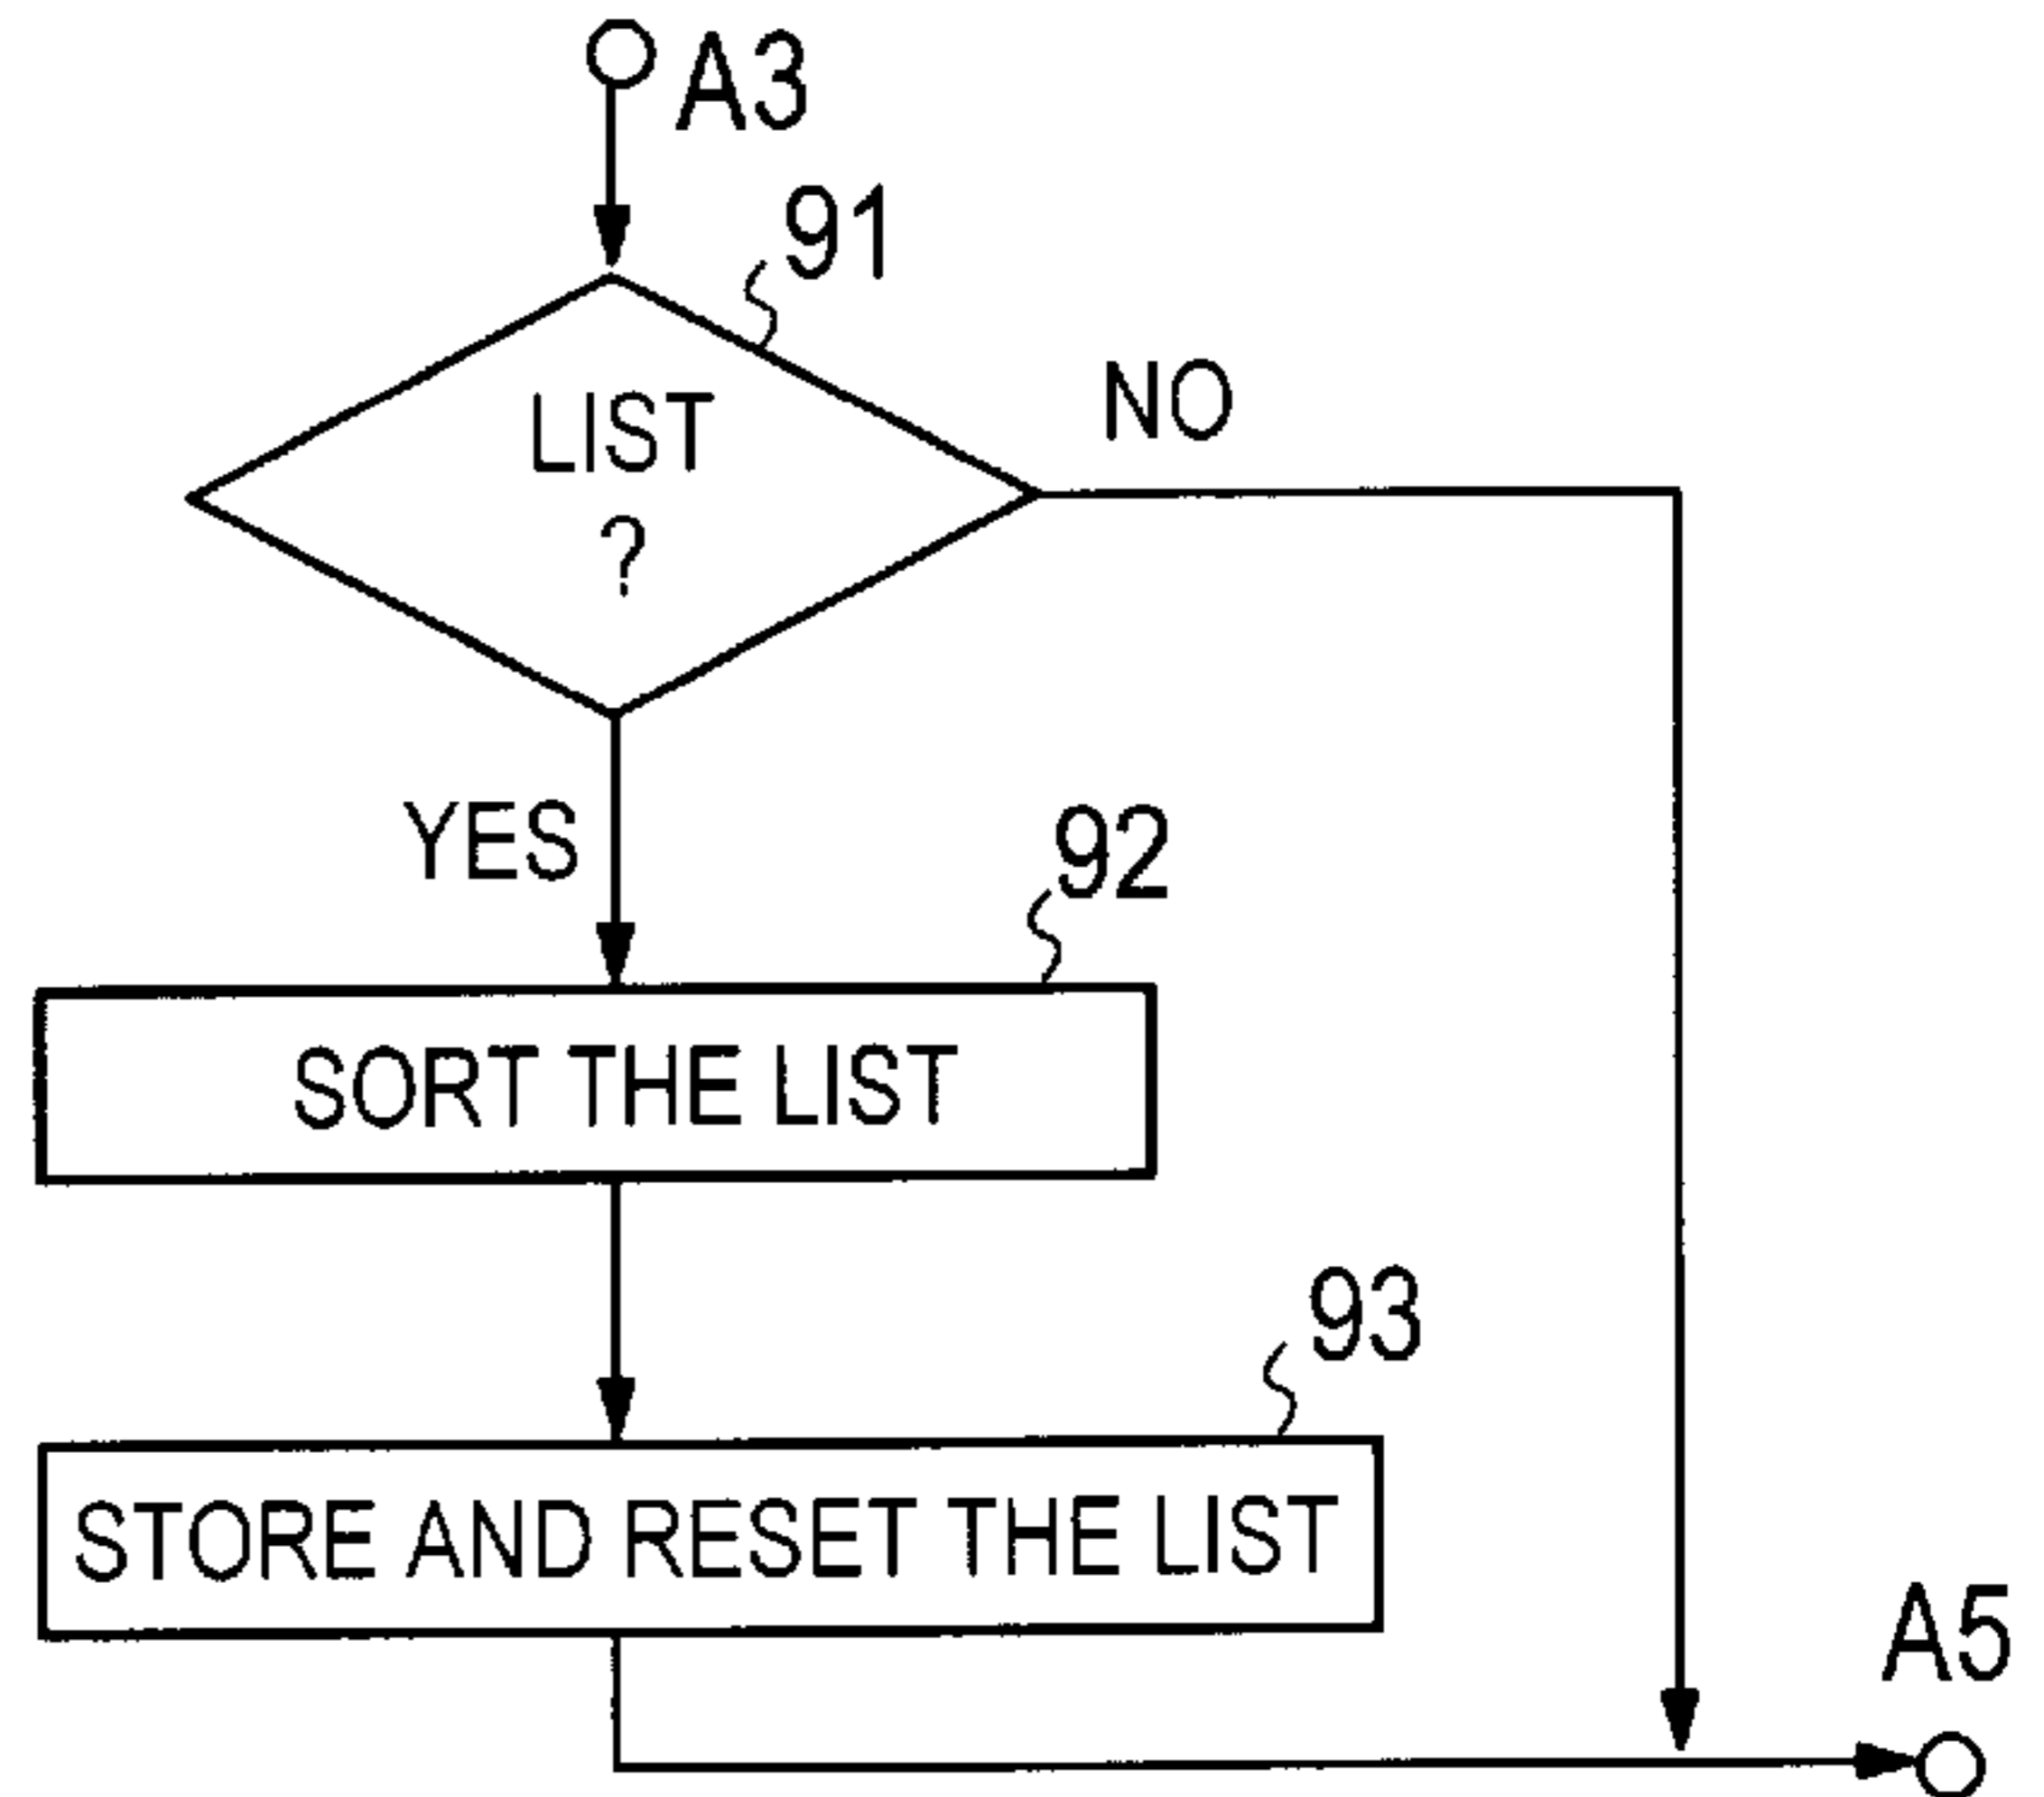 A3
91
LIST
?
NO
YES
92
SORT THE LIST
93
STORE AND RESET THE LIST
A5